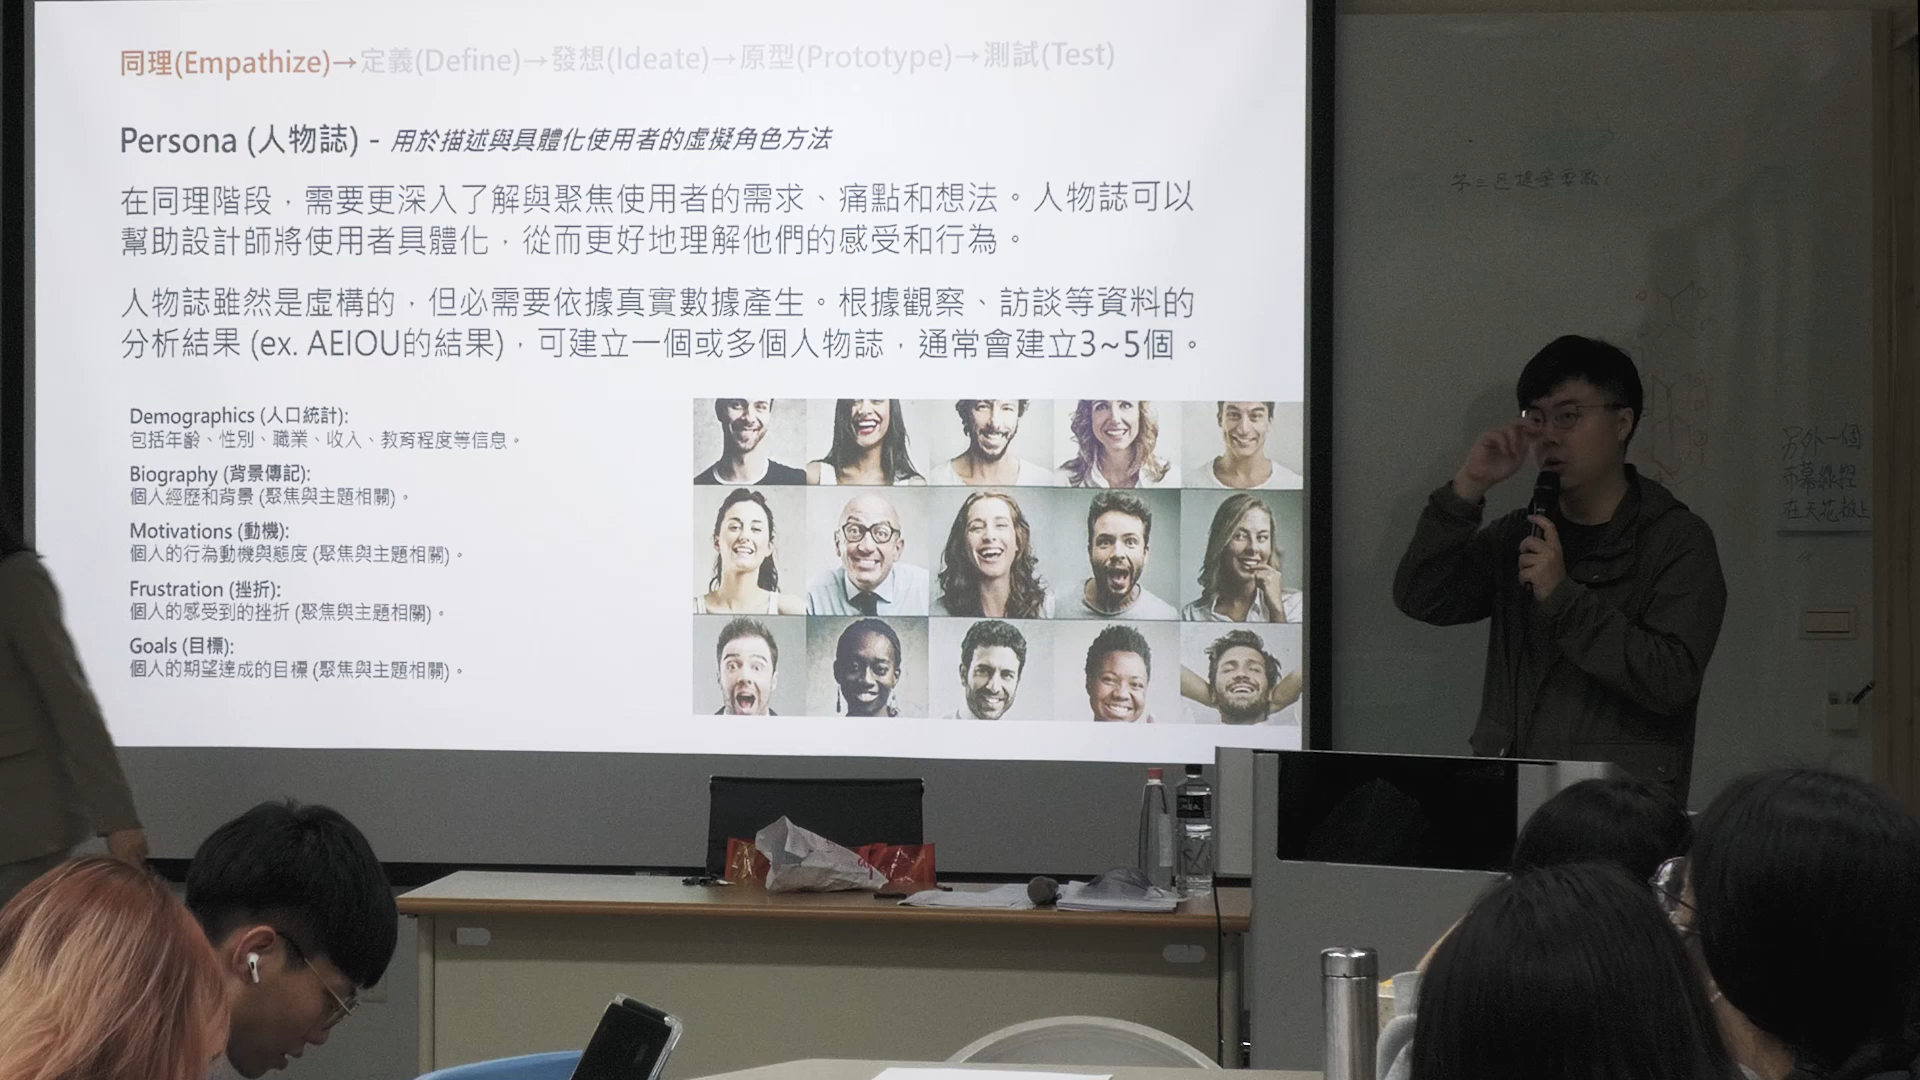 同理(Empathize)→定義(Define)→發想(Ideate)→原型(Prototype)→測試(Test)
Persona (人物誌) - 用於描述與具體化使用者的虛擬角色方法
在同理階段，需要更深入了解與聚焦使用者的需求、痛點和想法。人物誌可以
幫助設計師將使用者具體化，從而更好地理解他們的感受和行為。
人物誌雖然是虛構的，但必需要依據真實數據產生。根據觀察、訪談等資料的
分析結果 (ex. AEIOU的結果)，可建立一個或多個人物誌，通常會建立3~5個。
Demographics (人口統計):
包括年齡、性別、職業、收入、教育程度等信息。
Biography (背景傳記):
個人經歷和背景 (聚焦與主題相關)。
Motivations (動機):
個人的行為動機與態度 (聚焦與主題相關)。
Frustration (挫折):
個人的感受到的挫折 (聚焦與主題相關)。
Goals (目標):
個人的期望達成的目標 (聚焦與主題相關)。
另外一個
布幕線控
在天花板上